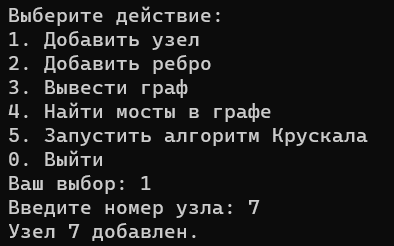 Выберите действие:
1. Добавить узел
2. Добавить ребро
3. Вывести граф
4. Найти мосты в графе
5. Запустить алгоритм Крускала
0. Выйти
Ваш выбор: 1
Введите номер узла: 7
Узел 7 добавлен.